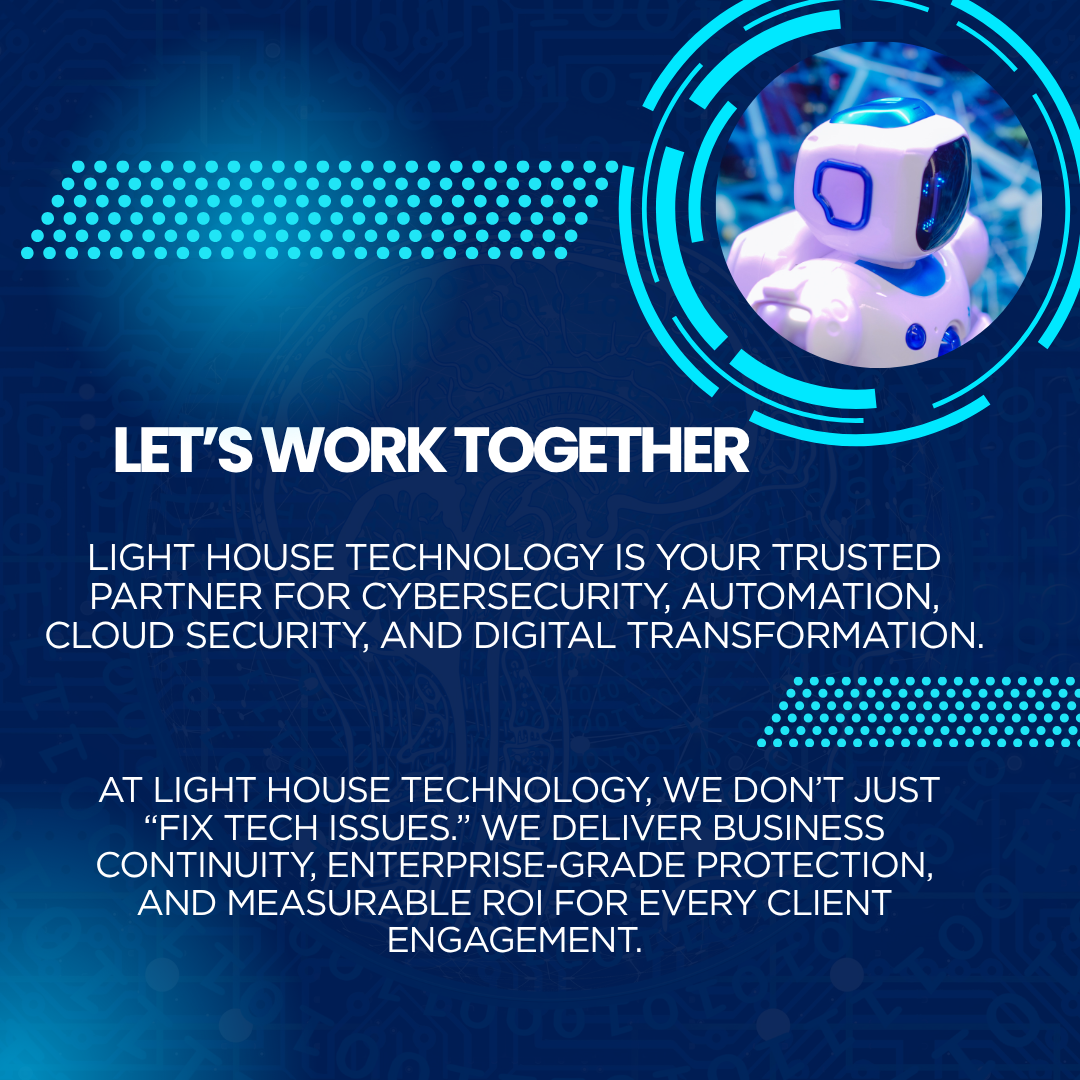 LET’S WORK TOGETHER
LIGHT HOUSE TECHNOLOGY IS YOUR TRUSTED
PARTNER FOR CYBERSECURITY, AUTOMATION,
CLOUD SECURITY, AND DIGITAL TRANSFORMATION.
AT LIGHT HOUSE TECHNOLOGY, WE DON’T JUST
“FIX TECH ISSUES.” WE DELIVER BUSINESS
CONTINUITY, ENTERPRISE-GRADE PROTECTION,
AND MEASURABLE ROI FOR EVERY CLIENT
ENGAGEMENT.